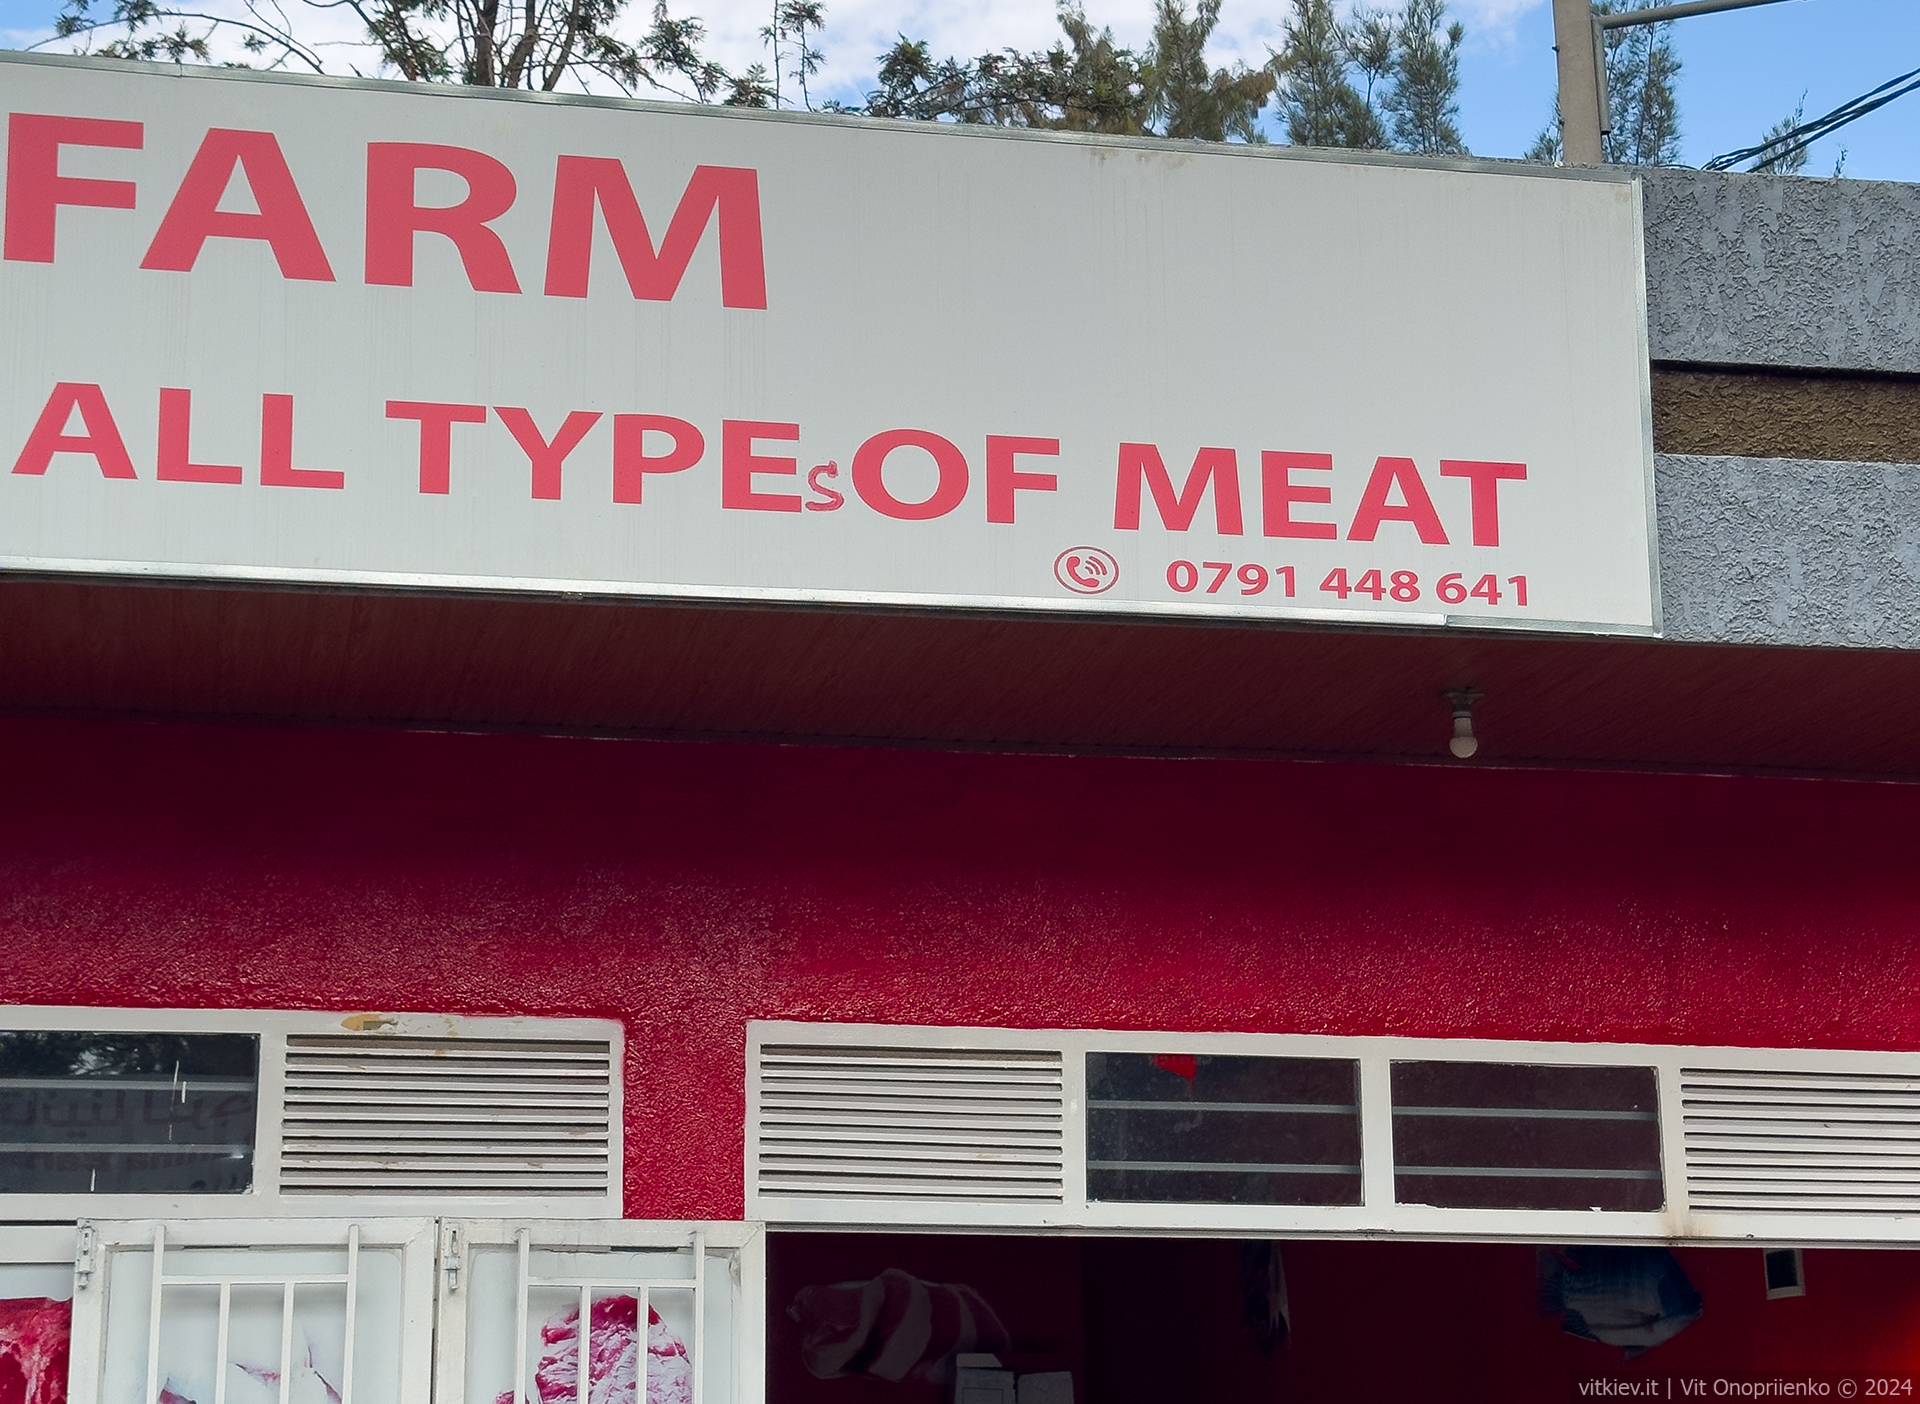 FARM
ALL TYPEsOF MEAT
0791 448 641
vitkiev.it | Vit Onopriienko © 2024